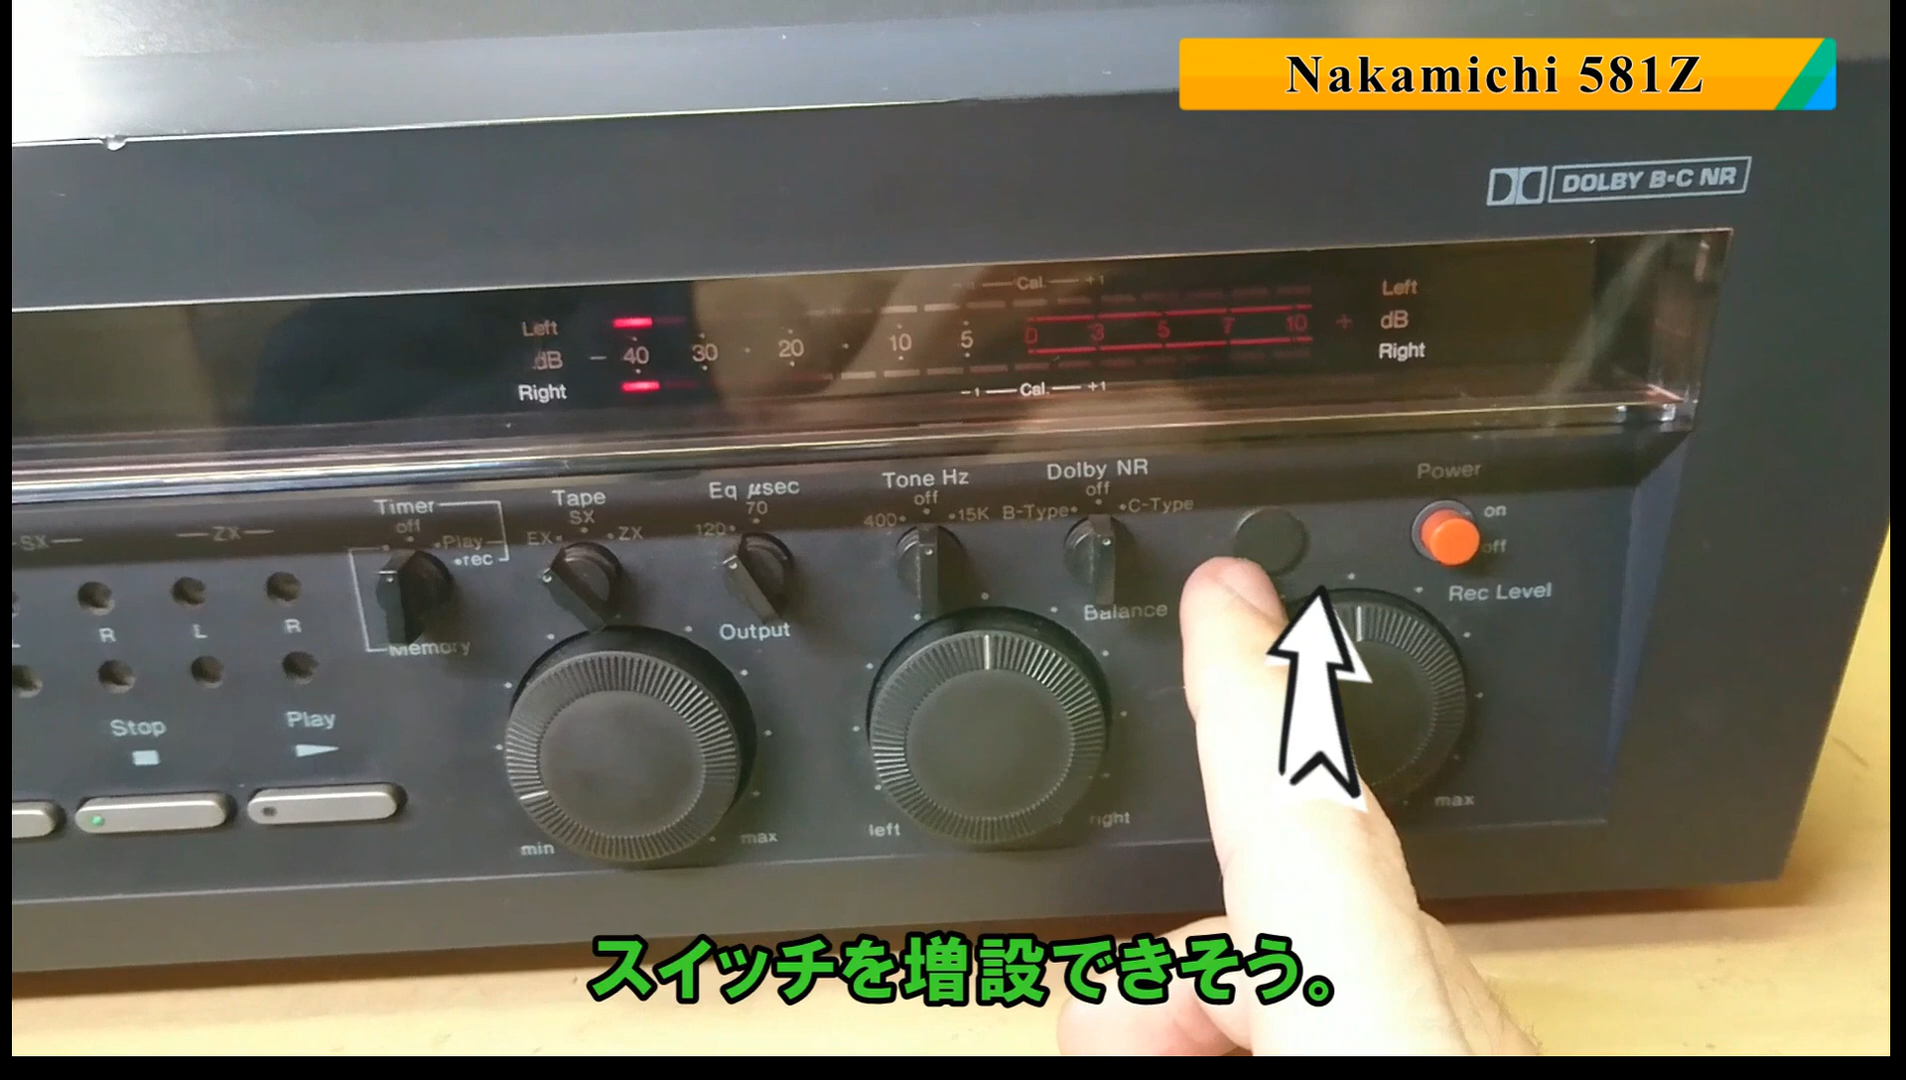 Nakamichi 581Z
DOLBY B·C NR
Cal. +1
Left
dB
Right
- 40 30 20 10 5 0 3 5 7 10 +
Left
dB
Right
-1 Cal. +1
Timer
off
Play
rec
Memory
Tape
SX
EX ZX
Eq μsec
70
120
Tone Hz
off
400 15K
Dolby NR
off
B-Type C-Type
Power
on
off
SX
ZX
R L R
Stop
Play
Output
min max
Balance
left right
Rec Level
max
スイッチを増設できそう。